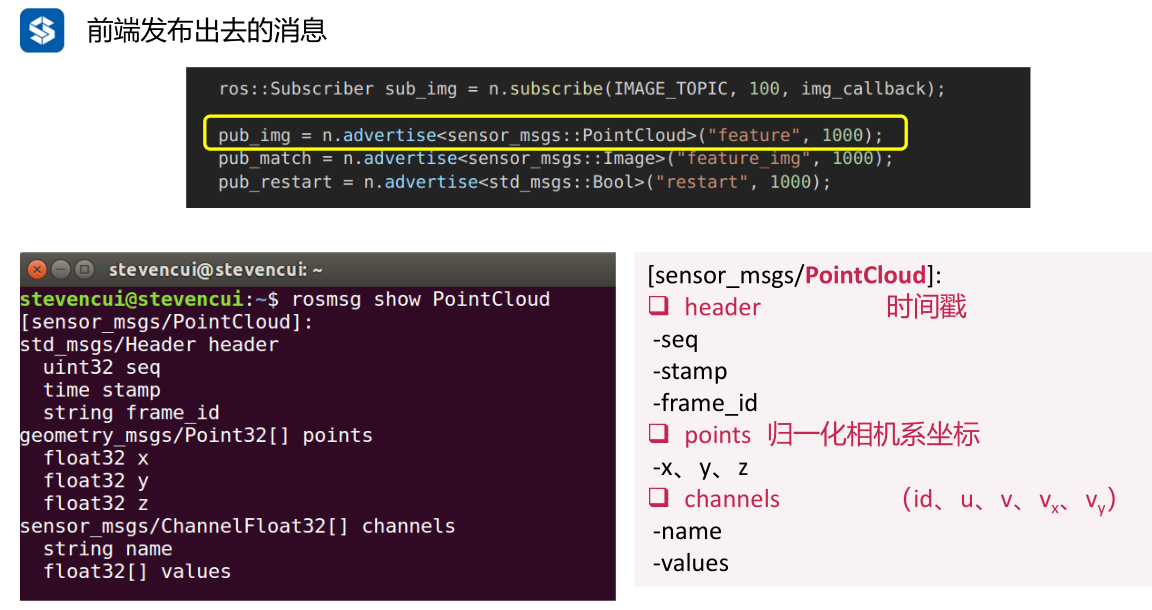 前端发布出去的消息
ros::Subscriber sub_img = n.subscribe(IMAGE_TOPIC, 100, img_callback);
pub_img = n.advertise<sensor_msgs::PointCloud>("feature", 1000);
pub_match = n.advertise<sensor_msgs::Image>("feature_img", 1000);
pub_restart = n.advertise<std_msgs::Bool>("restart", 1000);
stevencui@stevencui: ~
stevencui@stevencui:~$ rosmsg show PointCloud
[sensor_msgs/PointCloud]:
std_msgs/Header header
  uint32 seq
  time stamp
  string frame_id
geometry_msgs/Point32[] points
  float32 x
  float32 y
  float32 z
sensor_msgs/ChannelFloat32[] channels
  string name
  float32[] values
[sensor_msgs/PointCloud]:
❑ header 时间戳
-seq
-stamp
-frame_id
❑ points 归一化相机系坐标
-x、y、z
❑ channels （id、u、v、vx、vy）
-name
-values